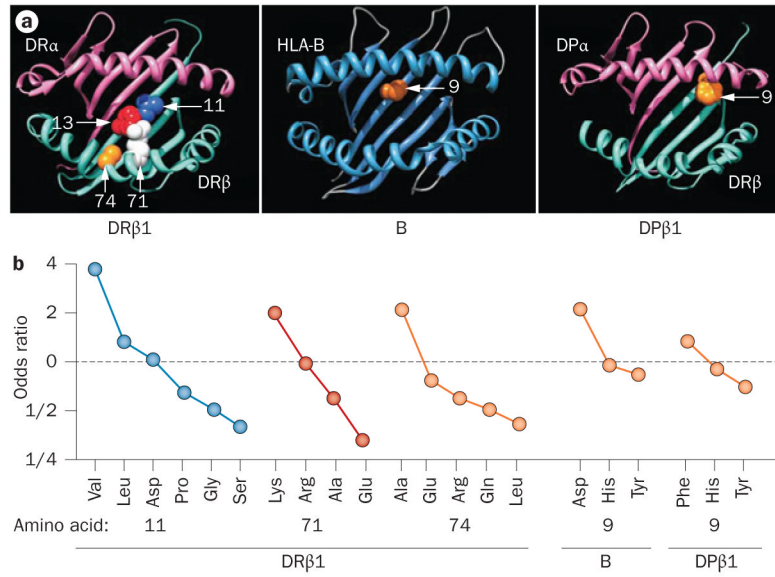 a
DRα
11
13
74
71
DRβ
DRβ1
HLA-B
9
B
DPα
9
DRβ
DPβ1
b
Odds ratio
4
2
0
1/2
1/4
Val Leu Asp Pro Gly Ser Lys Arg Ala Glu Ala Glu Arg Gln Leu Asp His Tyr Phe His Tyr
Amino acid: 11 71 74 9 9
DRβ1 B DPβ1